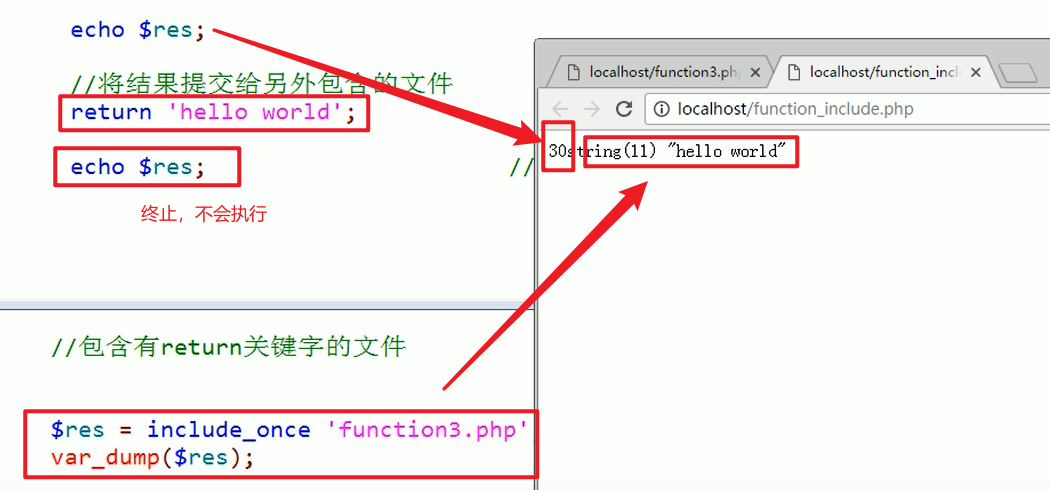 echo $res;
//将结果提交给另外包含的文件
return 'hello world';
echo $res; //
终止，不会执行
//包含有return关键字的文件
$res = include_once 'function3.php'
var_dump($res);
localhost/function3.ph
localhost/function_incl
localhost/function_include.php
30string(11) "hello world"